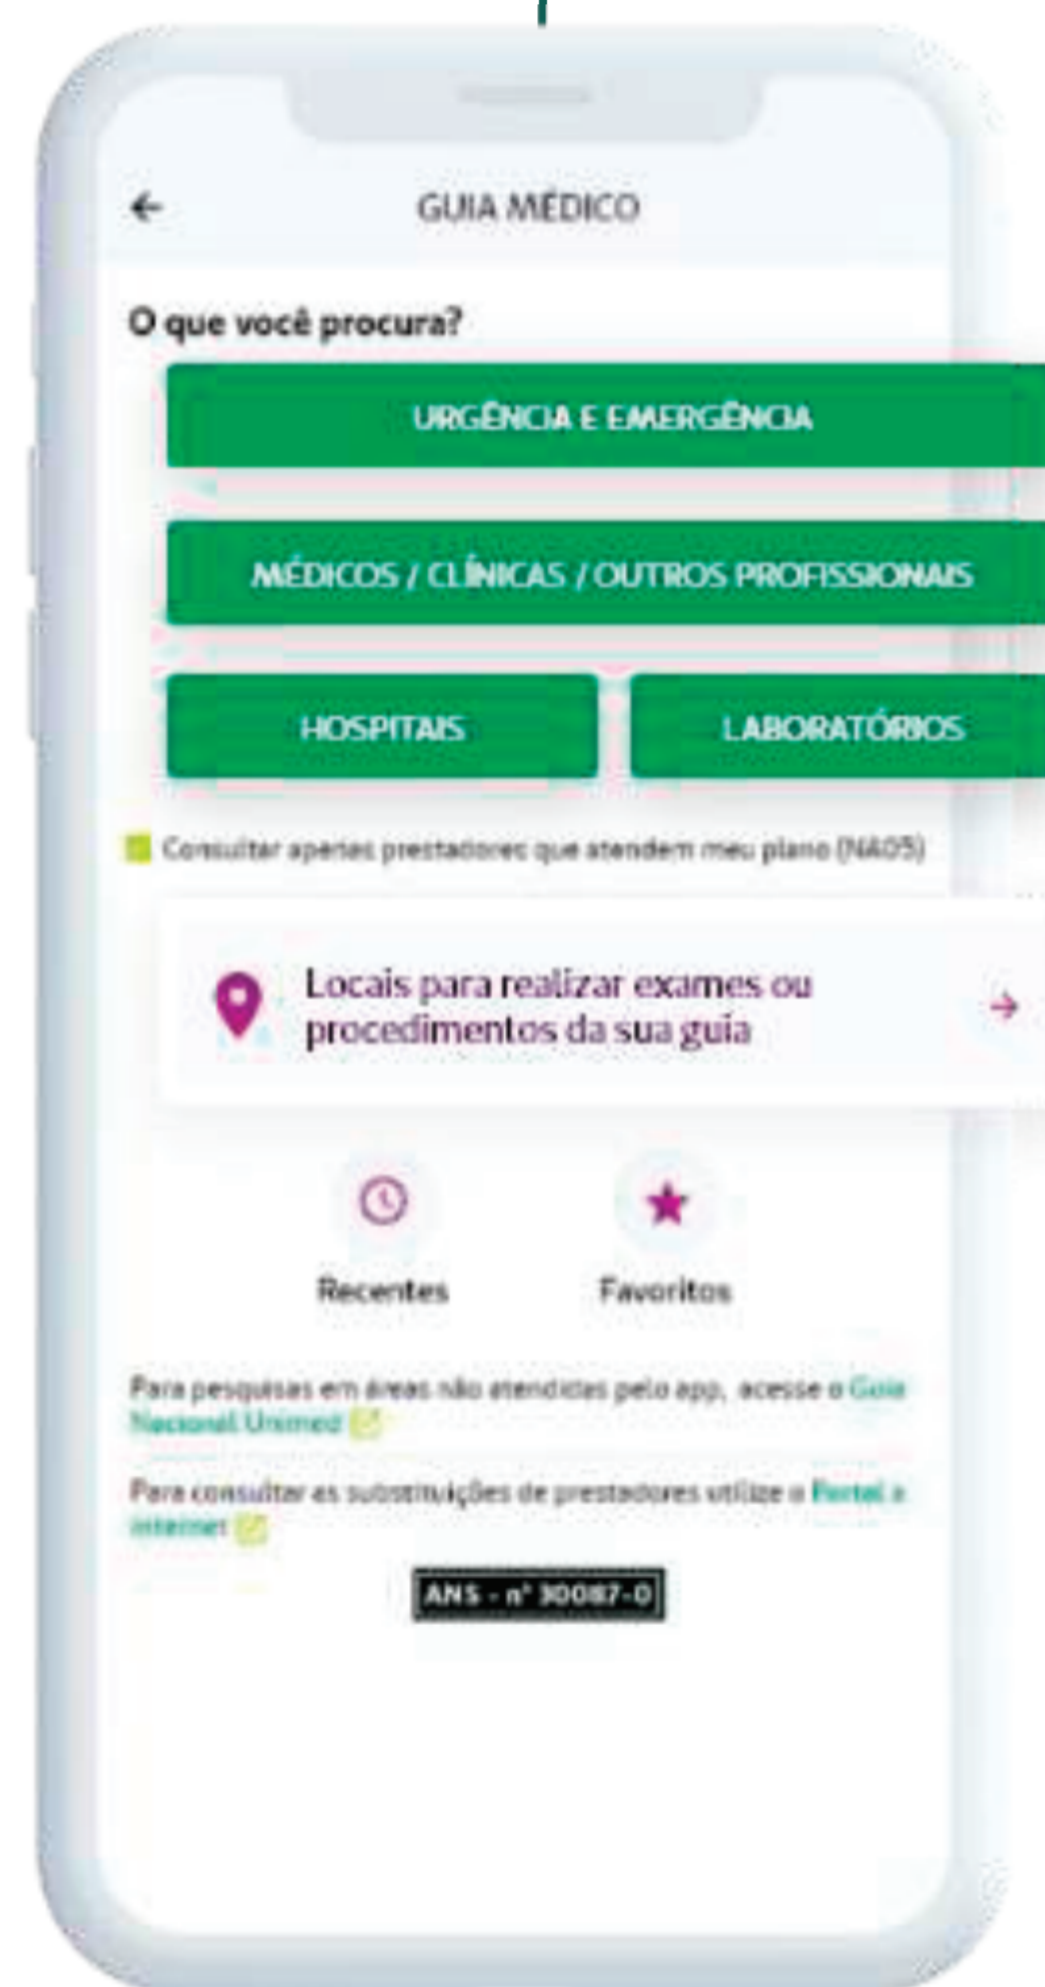 GUIA MÉDICO
O que você procura?
URGÊNCIA E EMERGÊNCIA
MÉDICOS / CLÍNICAS / OUTROS PROFISSIONAIS
HOSPITAIS
LABORATÓRIOS
Consultar apenas prestadores que atendem meu plano (NA05)
Locais para realizar exames ou
procedimentos da sua guia
Recentes
Favoritos
Para pesquisas em áreas não atendidas pelo app, acesse o Guia
Nacional Unimed
Para consultar as substituições de prestadores utilize o Portal a
internet
ANS - nº 30087-0